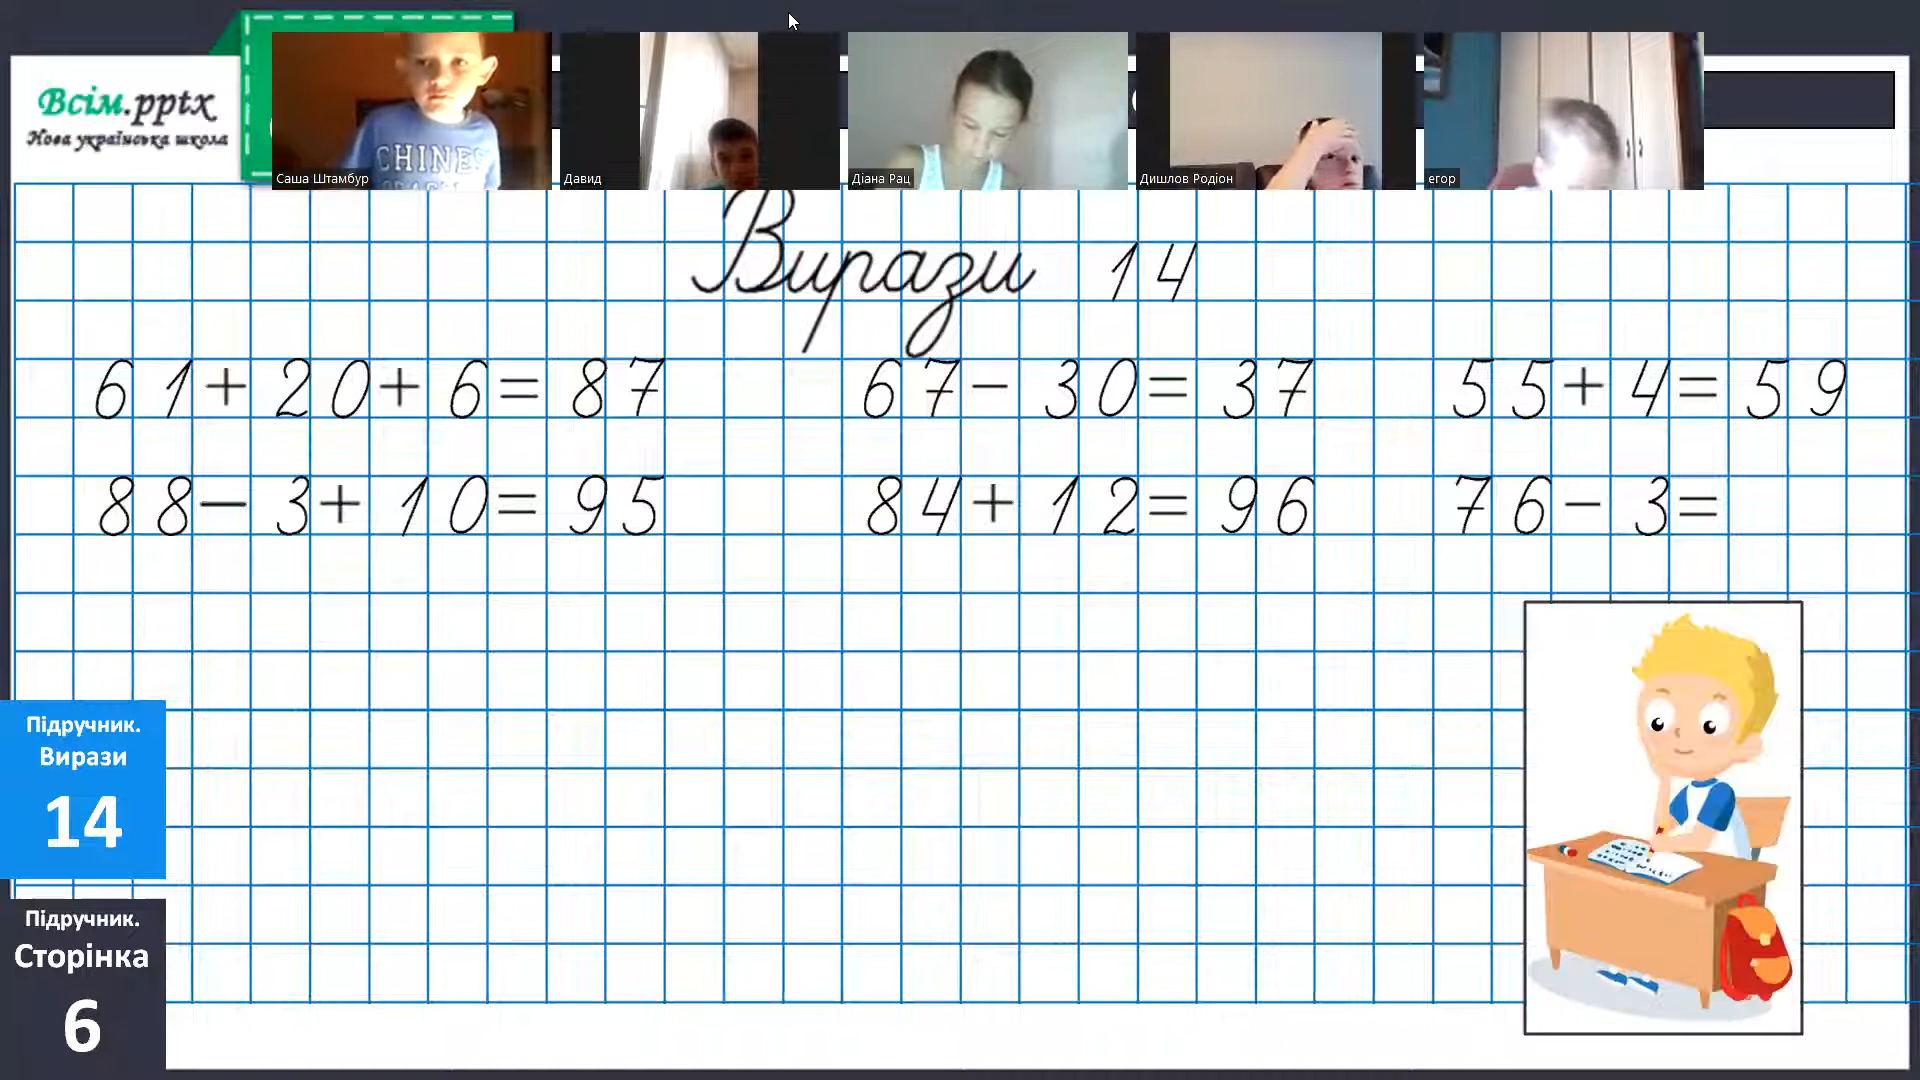 Всім.pptx
Нова українська школа
CHINES
Саша Штамбур
Давид
Діана Рац
Дишлов Родіон
егор
Вирази 14
61+20+6=87
67-30=37
55+4=59
88-3+10=95
84+12=96
76-3=
Підручник.
Вирази
14
Підручник.
Сторінка
6